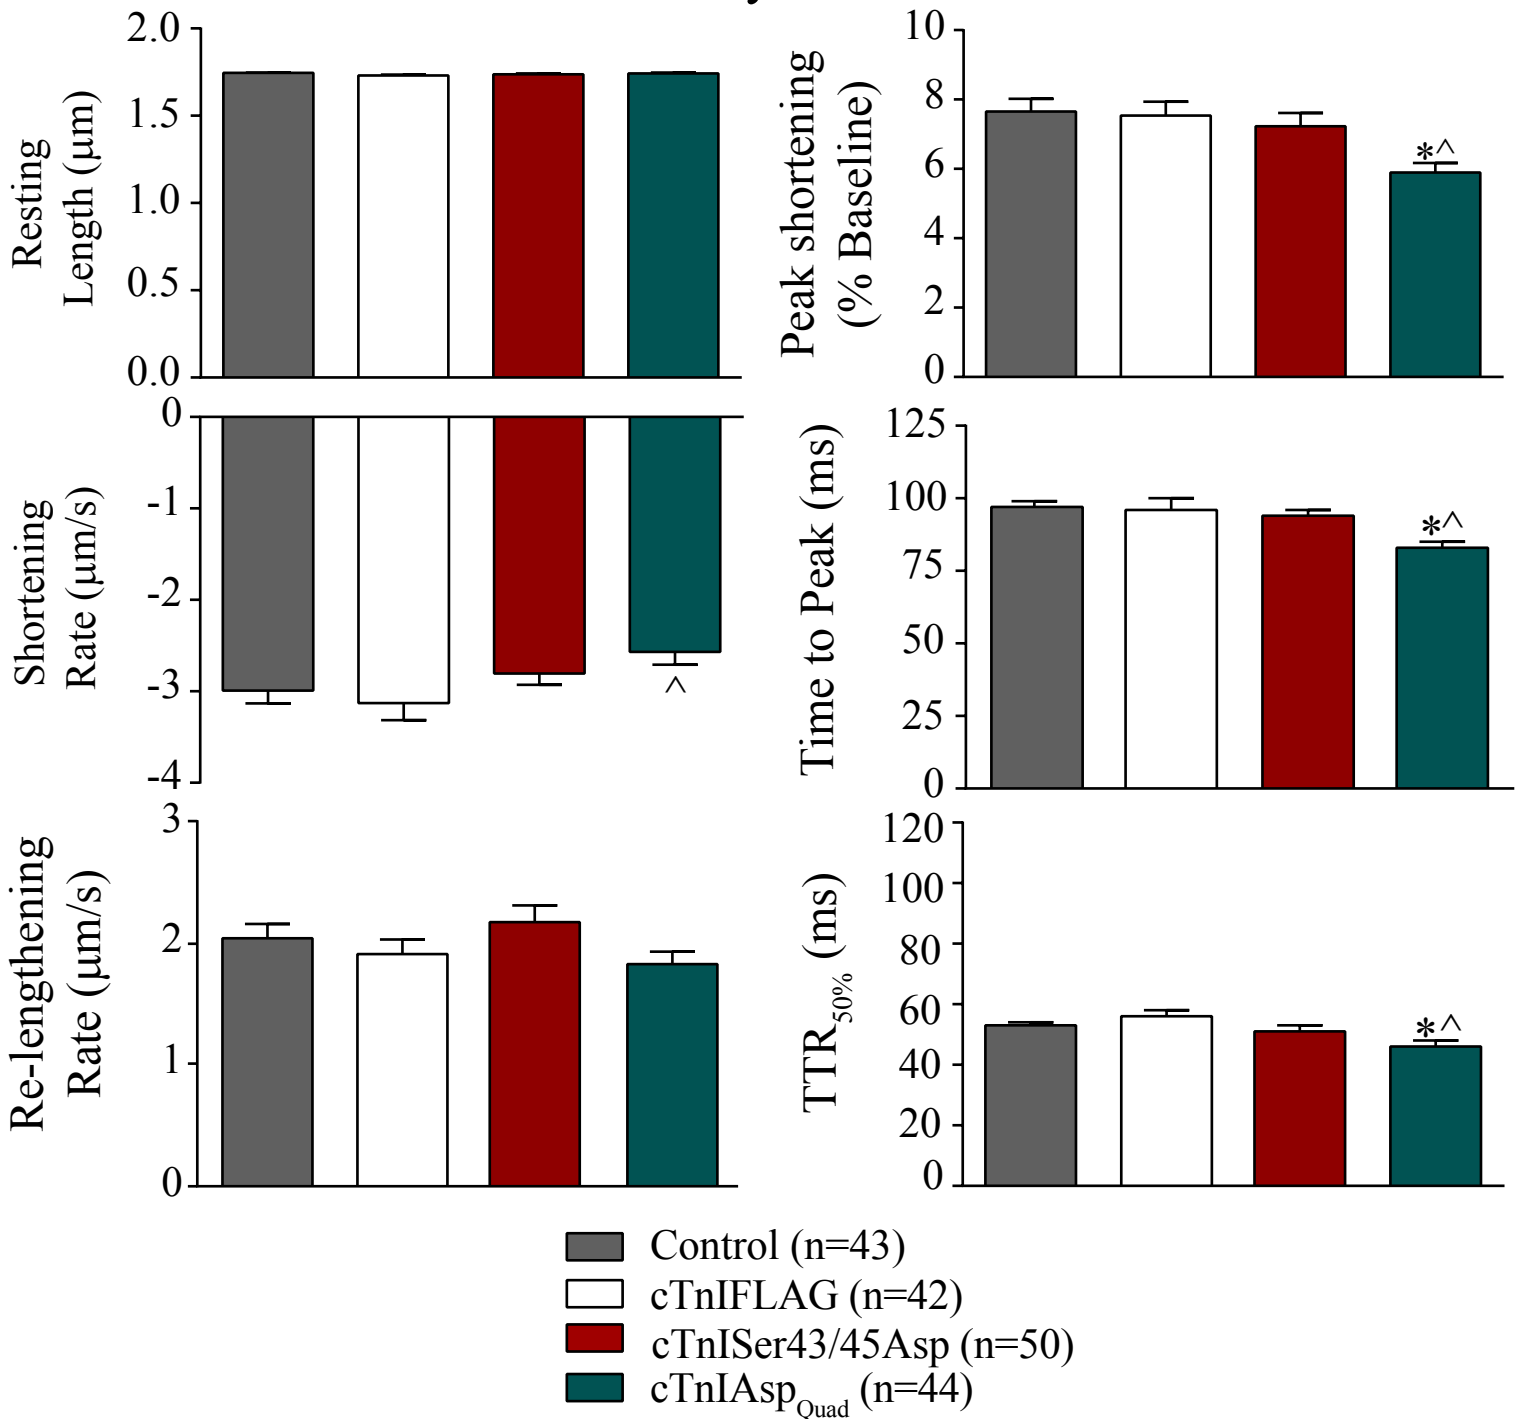 Resting
Length (μm)
2.0
1.5
1.0
0.5
0.0
Peak shortening
(% Baseline)
10
8
6
4
2
0
*^
Shortening
Rate (μm/s)
0
-1
-2
-3
-4
^
Time to Peak (ms)
125
100
75
50
25
0
*^
Re-lengthening
Rate (μm/s)
3
2
1
0
TTR50% (ms)
120
100
80
60
40
20
0
*^
Control (n=43)
cTnIFLAG (n=42)
cTnISer43/45Asp (n=50)
cTnIAspQuad (n=44)